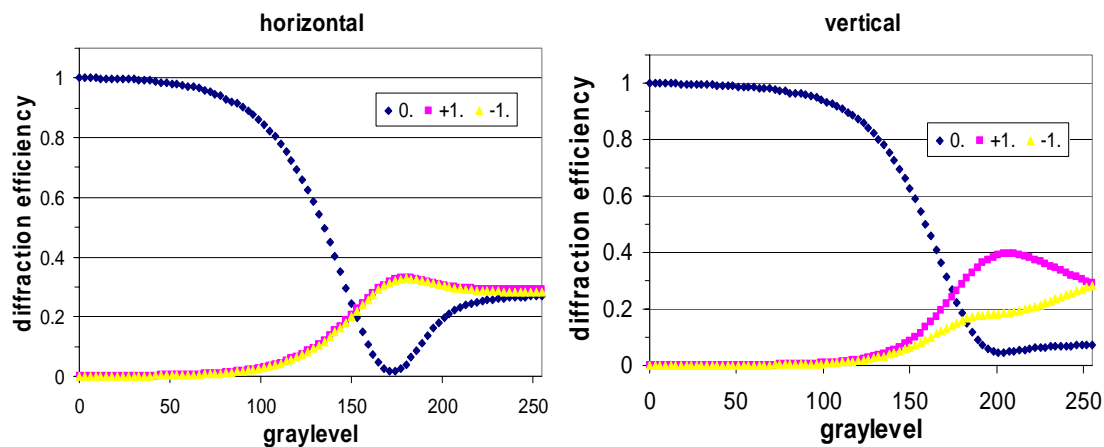 horizontal
diffraction efficiency
1
0.8
0.6
0.4
0.2
0
0. +1. -1.
0 50 100 150 200 250
graylevel
vertical
diffraction efficiency
1
0.8
0.6
0.4
0.2
0
0. +1. -1.
0 50 100 150 200 250
graylevel